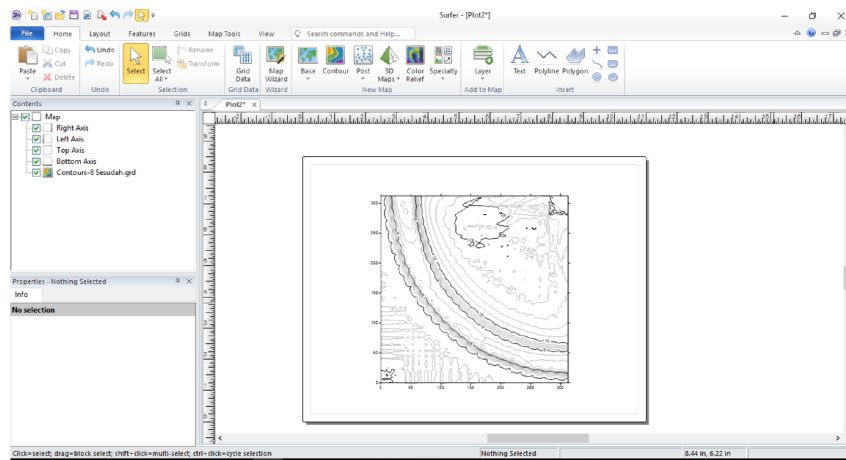 Surfer - [Plot2*]
File Home Layout Features Grids Map Tools View Search commands and Help...
Paste
Copy
Cut
Delete
Clipboard
Undo
Redo
Undo
Select
Select All
Rename
Transform
Selection
Grid Data
Grid Data
Map Wizard
Wizard
Base Contour Post 3D Maps Color Relief Specialty
New Map
Layer
Add to Map
Text Polyline Polygon
Insert
Contents
Plot2*
Map
Right Axis
Left Axis
Top Axis
Bottom Axis
Contours-8 Sesudah.grd
Properties - Nothing Selected
Info
No selection
Click=select; drag=block select; shift+click=multi-select; ctrl+click=cycle selection
Nothing Selected
8.44 in, 6.22 in